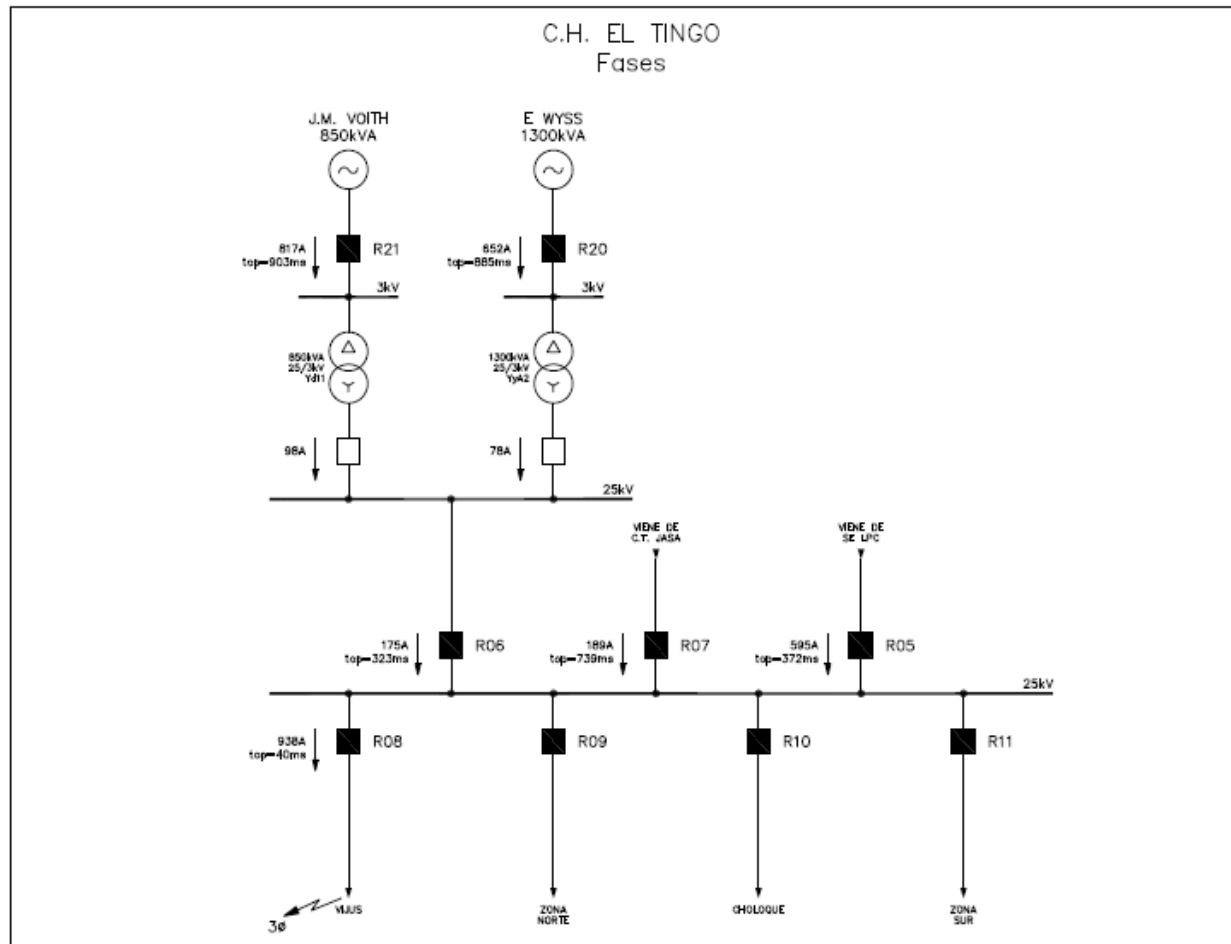 C.H. EL TINGO
Fases
J.M. VOITH
850kVA
E WYSS
1300kVA
817A
top=903ms
R21
652A
top=885ms
R20
3kV
3kV
850kVA
25/3kV
Yd11
1300kVA
25/3kV
98A
78A
25kV
VIENE DE
C.T. JASA
VIENE DE
SE LPC
175A
top=323ms
R06
189A
top=739ms
R07
595A
top=372ms
R05
25kV
938A
top=40ms
R08
R09
R10
R11
3ø
VIJUS
ZONA
NORTE
CHOLOQUE
ZONA
SUR